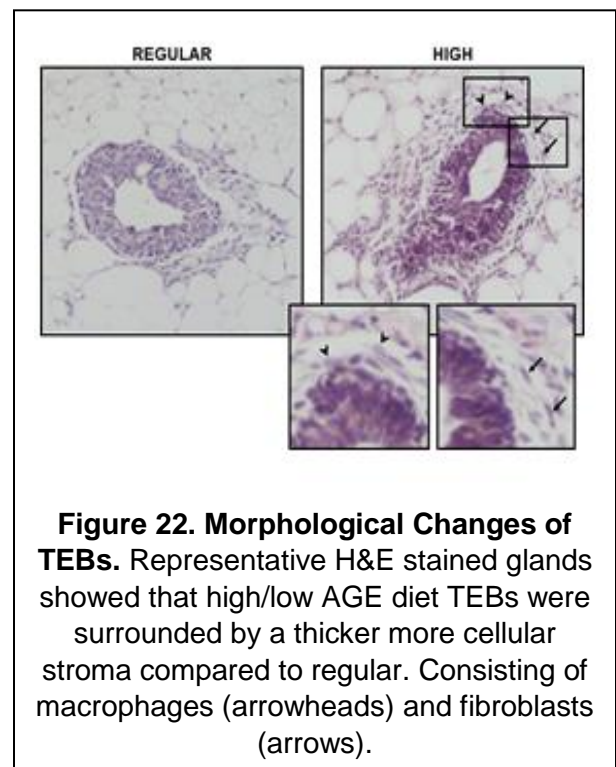 REGULAR HIGH
Figure 22. Morphological Changes of
TEBs. Representative H&E stained glands
showed that high/low AGE diet TEBs were
surrounded by a thicker more cellular
stroma compared to regular. Consisting of
macrophages (arrowheads) and fibroblasts
(arrows).